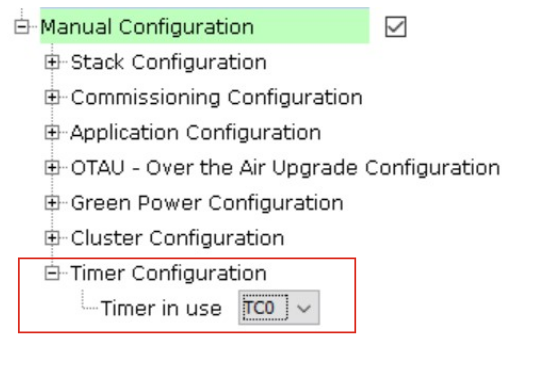 Manual Configuration
Stack Configuration
Commissioning Configuration
Application Configuration
OTAU - Over the Air Upgrade Configuration
Green Power Configuration
Cluster Configuration
Timer Configuration
Timer in use TC0